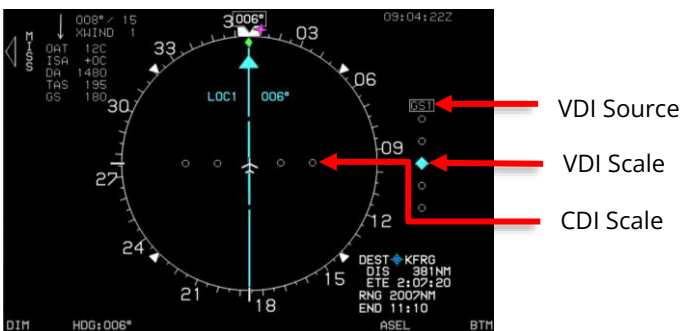 008°/ 15
XWIND 1
MISS
OAT 12C
ISA +0C
DA 1480
TAS 195
GS 180
3 006° 03
09:04:22Z
33
06
30
LOC1 006°
GS1
VDI Source
09
VDI Scale
27
CDI Scale
12
24
DEST KFRG
DIS 381NM
ETE 2:07:20
RNG 2007NM
END 11:10
15
21
18
DIM HDG:006° ASEL BTM